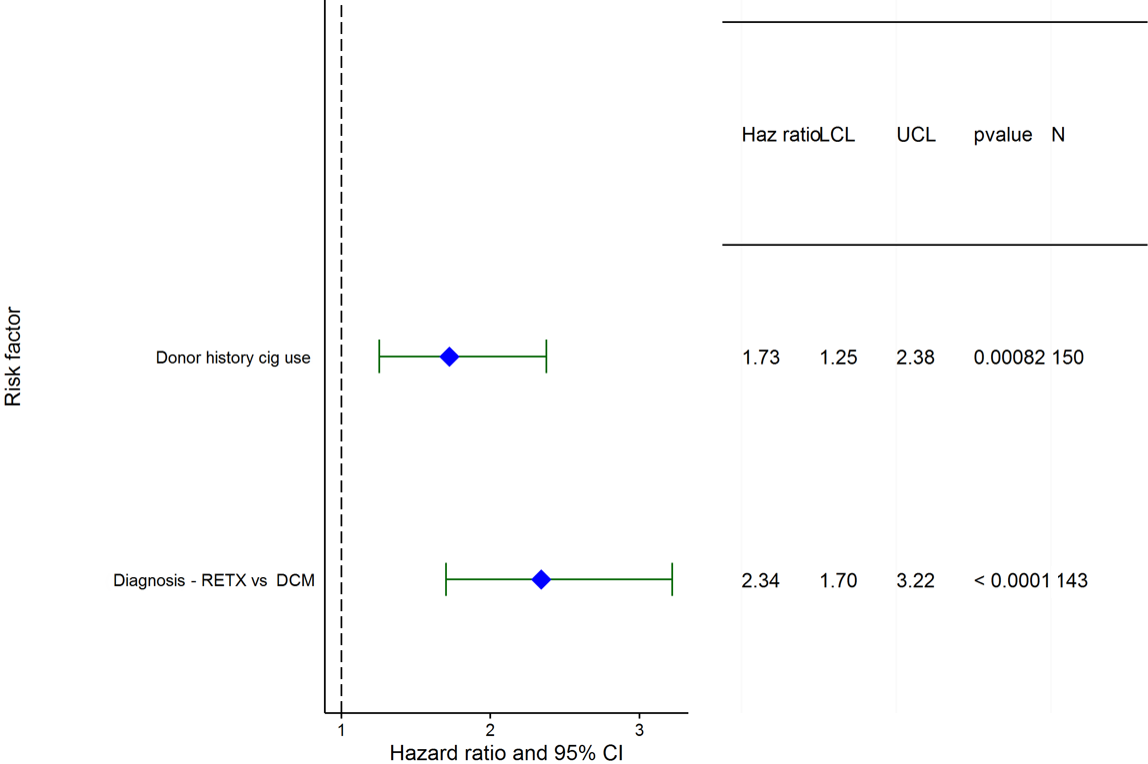 Haz ratioLCL UCL pvalue N
Risk factor
Donor history cig use 1.73 1.25 2.38 0.00082 150
Diagnosis - RETX vs  DCM 2.34 1.70 3.22 < 0.0001 143
1 2 3
Hazard ratio and 95% CI